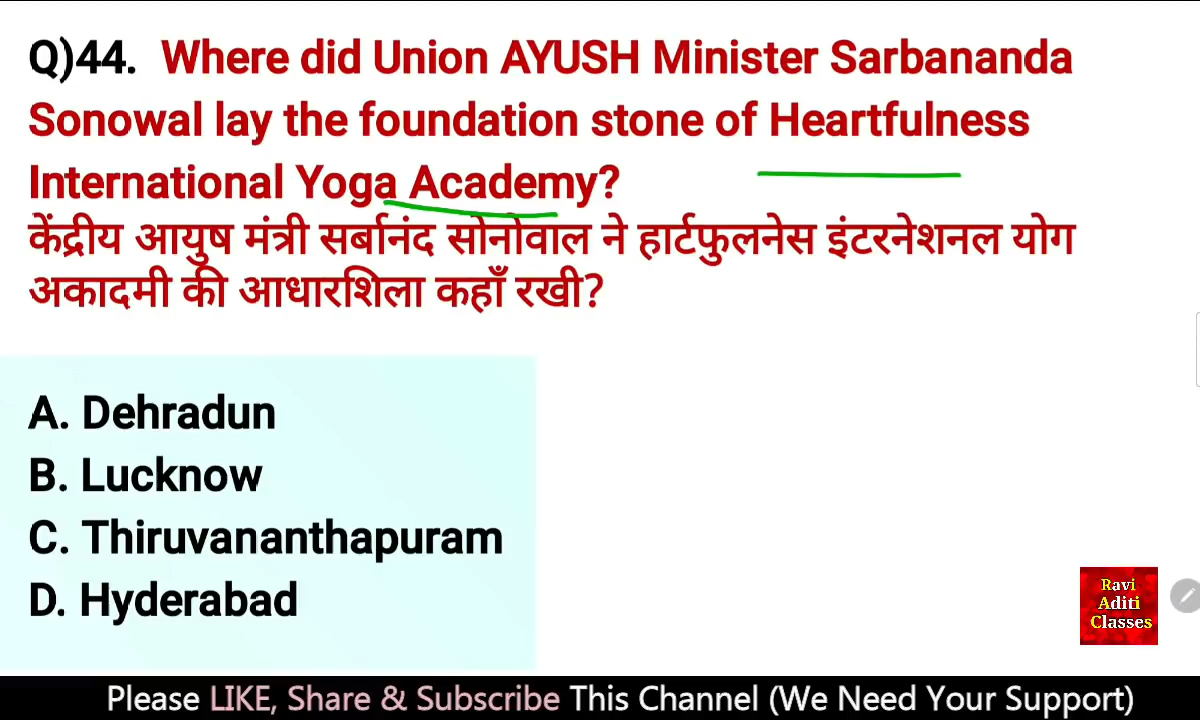 Q)44. Where did Union AYUSH Minister Sarbananda
Sonowal lay the foundation stone of Heartfulness
International Yoga Academy?
केंद्रीय आयुष मंत्री सर्बानंद सोनोवाल ने हार्टफुलनेस इंटरनेशनल योग
अकादमी की आधारशिला कहाँ रखी?
A. Dehradun
B. Lucknow
C. Thiruvananthapuram
D. Hyderabad
Ravi
Aditi
Classes
Please LIKE, Share & Subscribe This Channel (We Need Your Support)